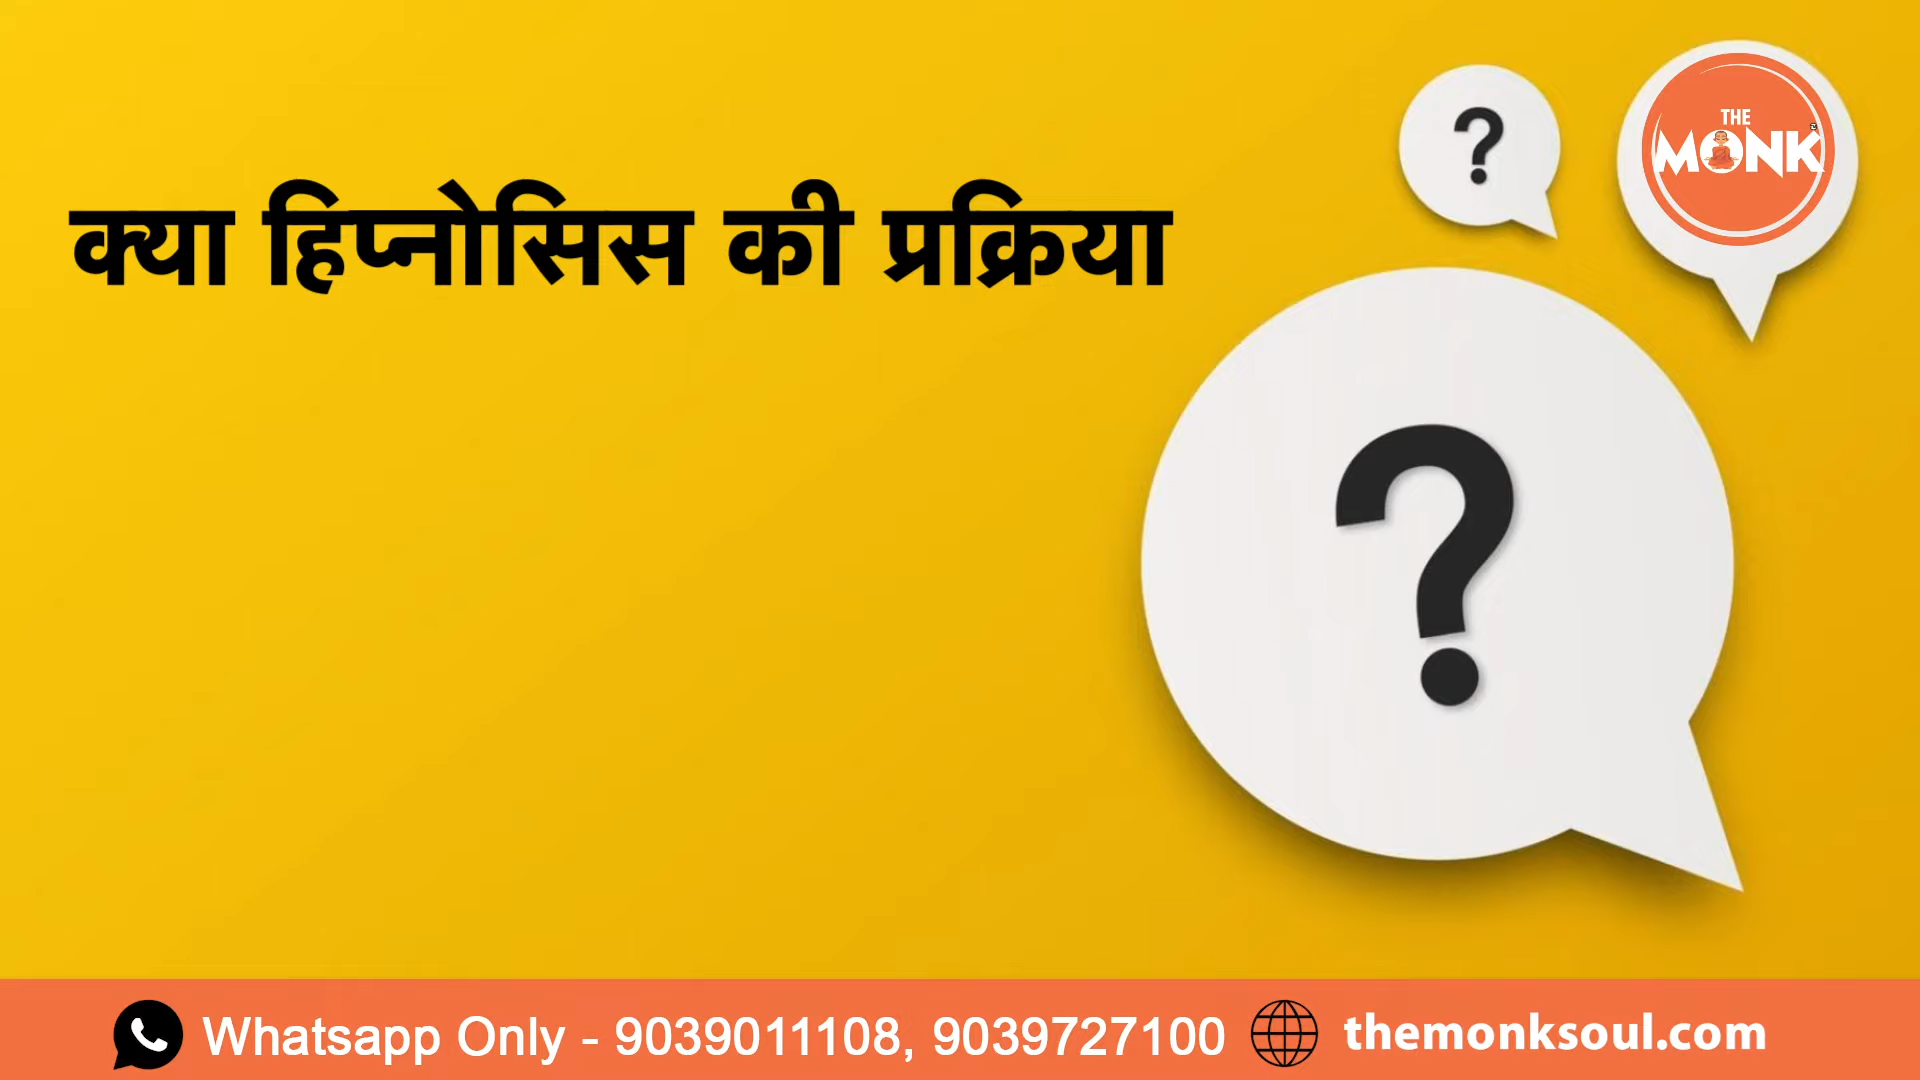 क्या हिप्नोसिस की प्रक्रिया
?
THE
MONK
?
Whatsapp Only - 9039011108, 9039727100
themonksoul.com